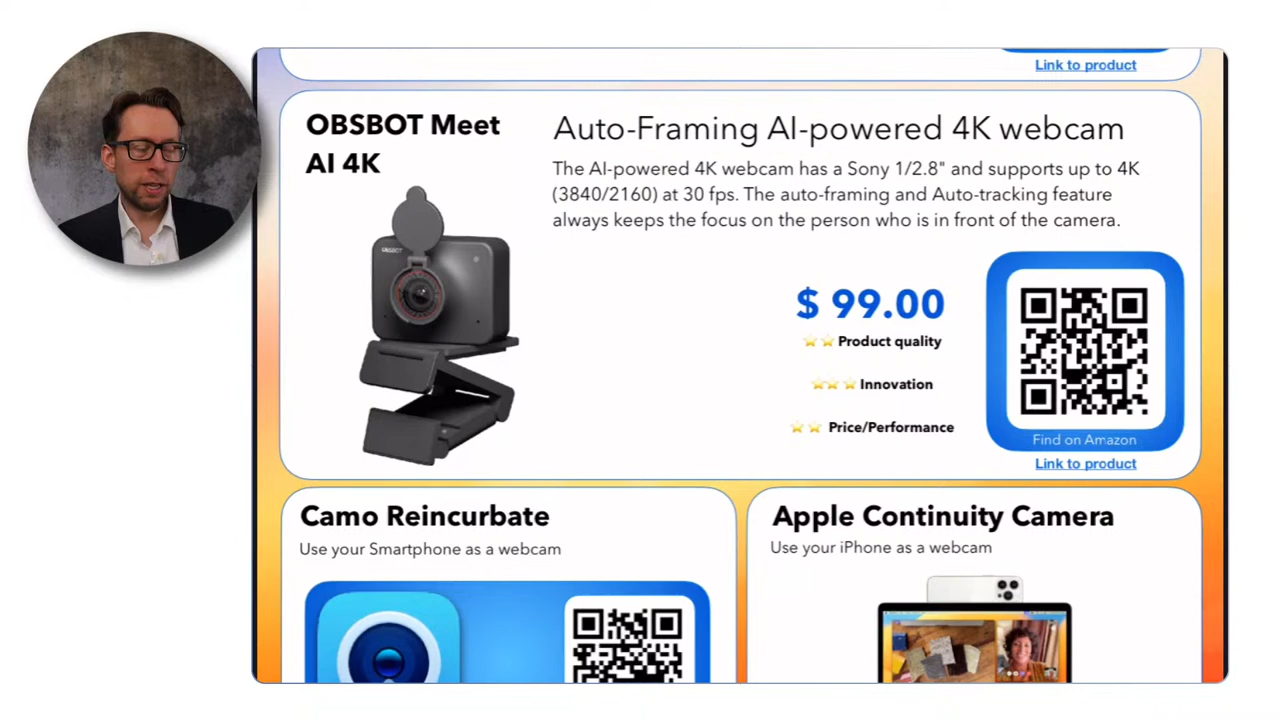 Link to product
OBSBOT Meet
AI 4K
Auto-Framing AI-powered 4K webcam
The AI-powered 4K webcam has a Sony 1/2.8" and supports up to 4K
(3840/2160) at 30 fps. The auto-framing and Auto-tracking feature
always keeps the focus on the person who is in front of the camera.
OBSBOT
$ 99.00
Product quality
Innovation
Price/Performance
Find on Amazon
Link to product
Camo Reincurbate
Use your Smartphone as a webcam
Apple Continuity Camera
Use your iPhone as a webcam